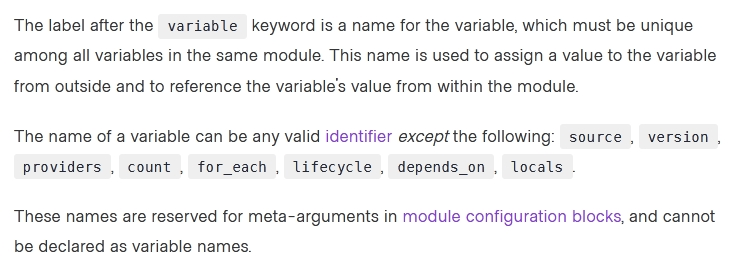 The label after the variable keyword is a name for the variable, which must be unique
among all variables in the same module. This name is used to assign a value to the variable
from outside and to reference the variable's value from within the module.
The name of a variable can be any valid identifier except the following: source , version ,
providers , count , for_each , lifecycle , depends_on , locals .
These names are reserved for meta-arguments in module configuration blocks, and cannot
be declared as variable names.